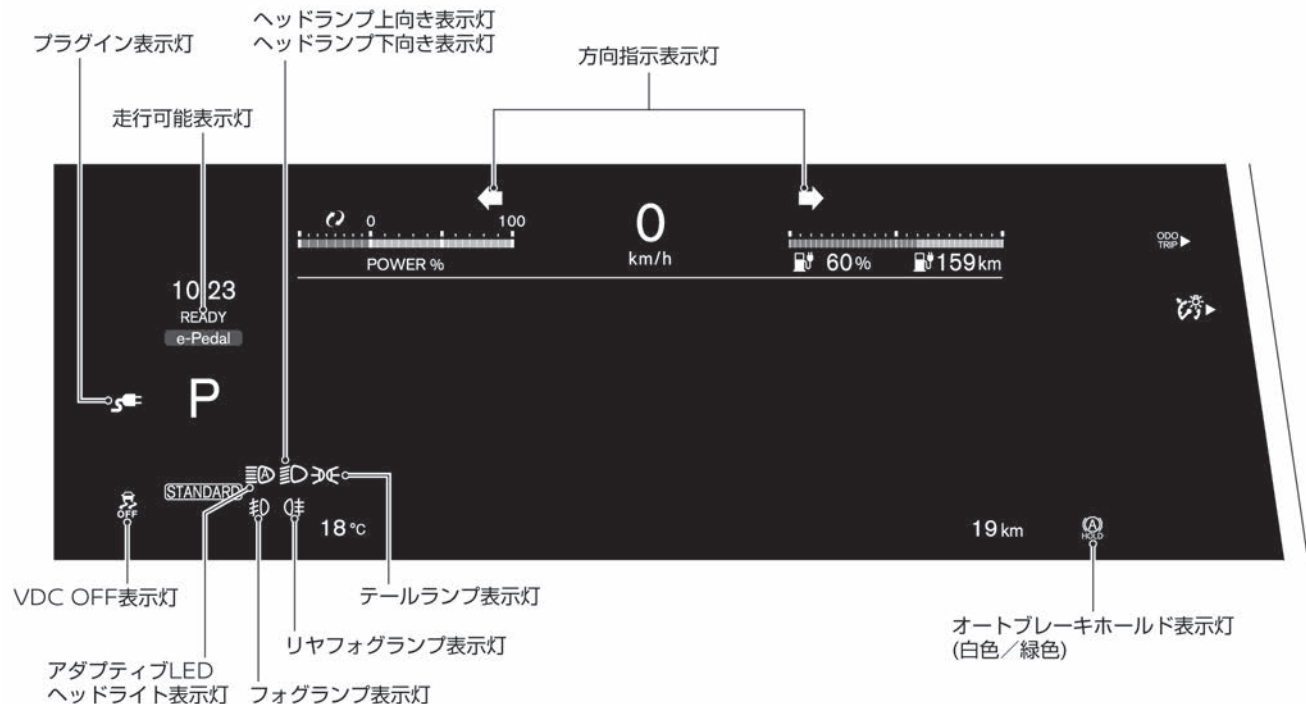 ヘッドランプ上向き表示灯
ヘッドランプ下向き表示灯
プラグイン表示灯
方向指示表示灯
走行可能表示灯
0 100
POWER %
0
km/h
60% 159km
ODO
TRIP
10:23
READY
e-Pedal
P
STANDARD
A
OFF
18℃
19km
A
HOLD
VDC OFF表示灯
テールランプ表示灯
リヤフォグランプ表示灯
オートブレーキホールド表示灯
(白色／緑色)
アダプティブLED
ヘッドライト表示灯
フォグランプ表示灯